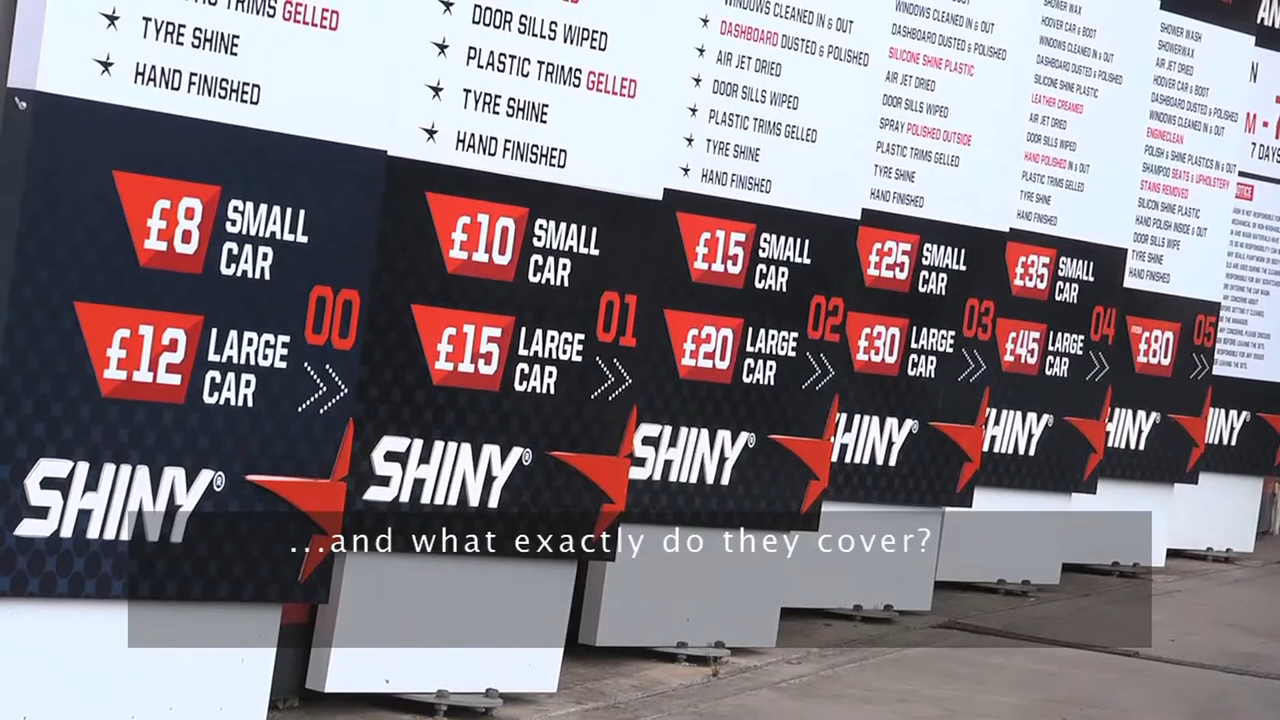 TRIMS GELLED
TYRE SHINE
HAND FINISHED
£8 SMALL CAR
£12 LARGE CAR
00
SHINY®
DOOR SILLS WIPED
PLASTIC TRIMS GELLED
TYRE SHINE
HAND FINISHED
£10 SMALL CAR
£15 LARGE CAR
01
SHINY®
WINDOWS CLEANED IN & OUT
DASHBOARD DUSTED & POLISHED
AIR JET DRIED
DOOR SILLS WIPED
PLASTIC TRIMS GELLED
TYRE SHINE
HAND FINISHED
£15 SMALL CAR
£20 LARGE CAR
02
SHINY®
WINDOWS CLEANED IN & OUT
DASHBOARD DUSTED & POLISHED
SILICONE SHINE PLASTIC
AIR JET DRIED
DOOR SILLS WIPED
SPRAY POLISHED OUTSIDE
PLASTIC TRIMS GELLED
TYRE SHINE
HAND FINISHED
£25 SMALL CAR
£30 LARGE CAR
03
SHINY®
SHOWER WAX
HOOVER CAR & BOOT
WINDOWS CLEANED IN & OUT
DASHBOARD DUSTED & POLISHED
SILICONE SHINE PLASTIC
LEATHER CREAMED
AIR JET DRIED
DOOR SILLS WIPED
HAND POLISHED IN & OUT
PLASTIC TRIMS GELLED
TYRE SHINE
HAND FINISHED
£35 SMALL CAR
£45 LARGE CAR
04
SHINY®
SHOWER WASH
SHOWERWAX
AIR JET DRIED
HOOVER CAR & BOOT
DASHBOARD DUSTED & POLISHED
WINDOWS CLEANED IN & OUT
ENGINECLEAN
POLISH & SHINE PLASTICS IN & OUT
SHAMPOO SEATS & UPHOLSTERY
STAINS REMOVED
SILICON SHINE PLASTIC
HAND POLISH INSIDE & OUT
DOOR SILLS WIPE
TYRE SHINE
HAND FINISHED
FROM £80
05
SHINY®
7 DAYS
...and what exactly do they cover?